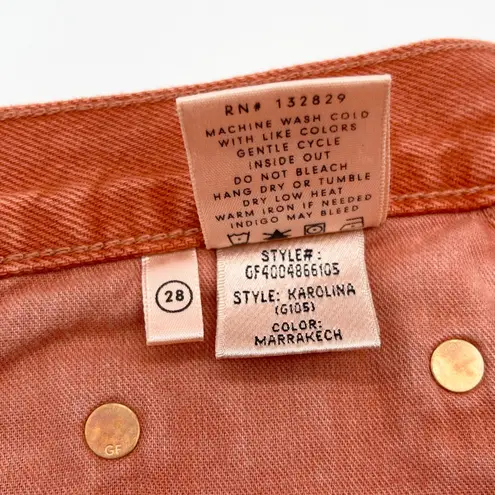 RN# 132829
MACHINE WASH COLD
WITH LIKE COLORS
GENTLE CYCLE
INSIDE OUT
DO NOT BLEACH
HANG DRY OR TUMBLE
DRY LOW HEAT
WARM IRON IF NEEDED
INDIGO MAY BLEED
STYLE#:
GF4004866105
STYLE: KAROLINA
(G105)
COLOR:
MARRAKECH
28
GF